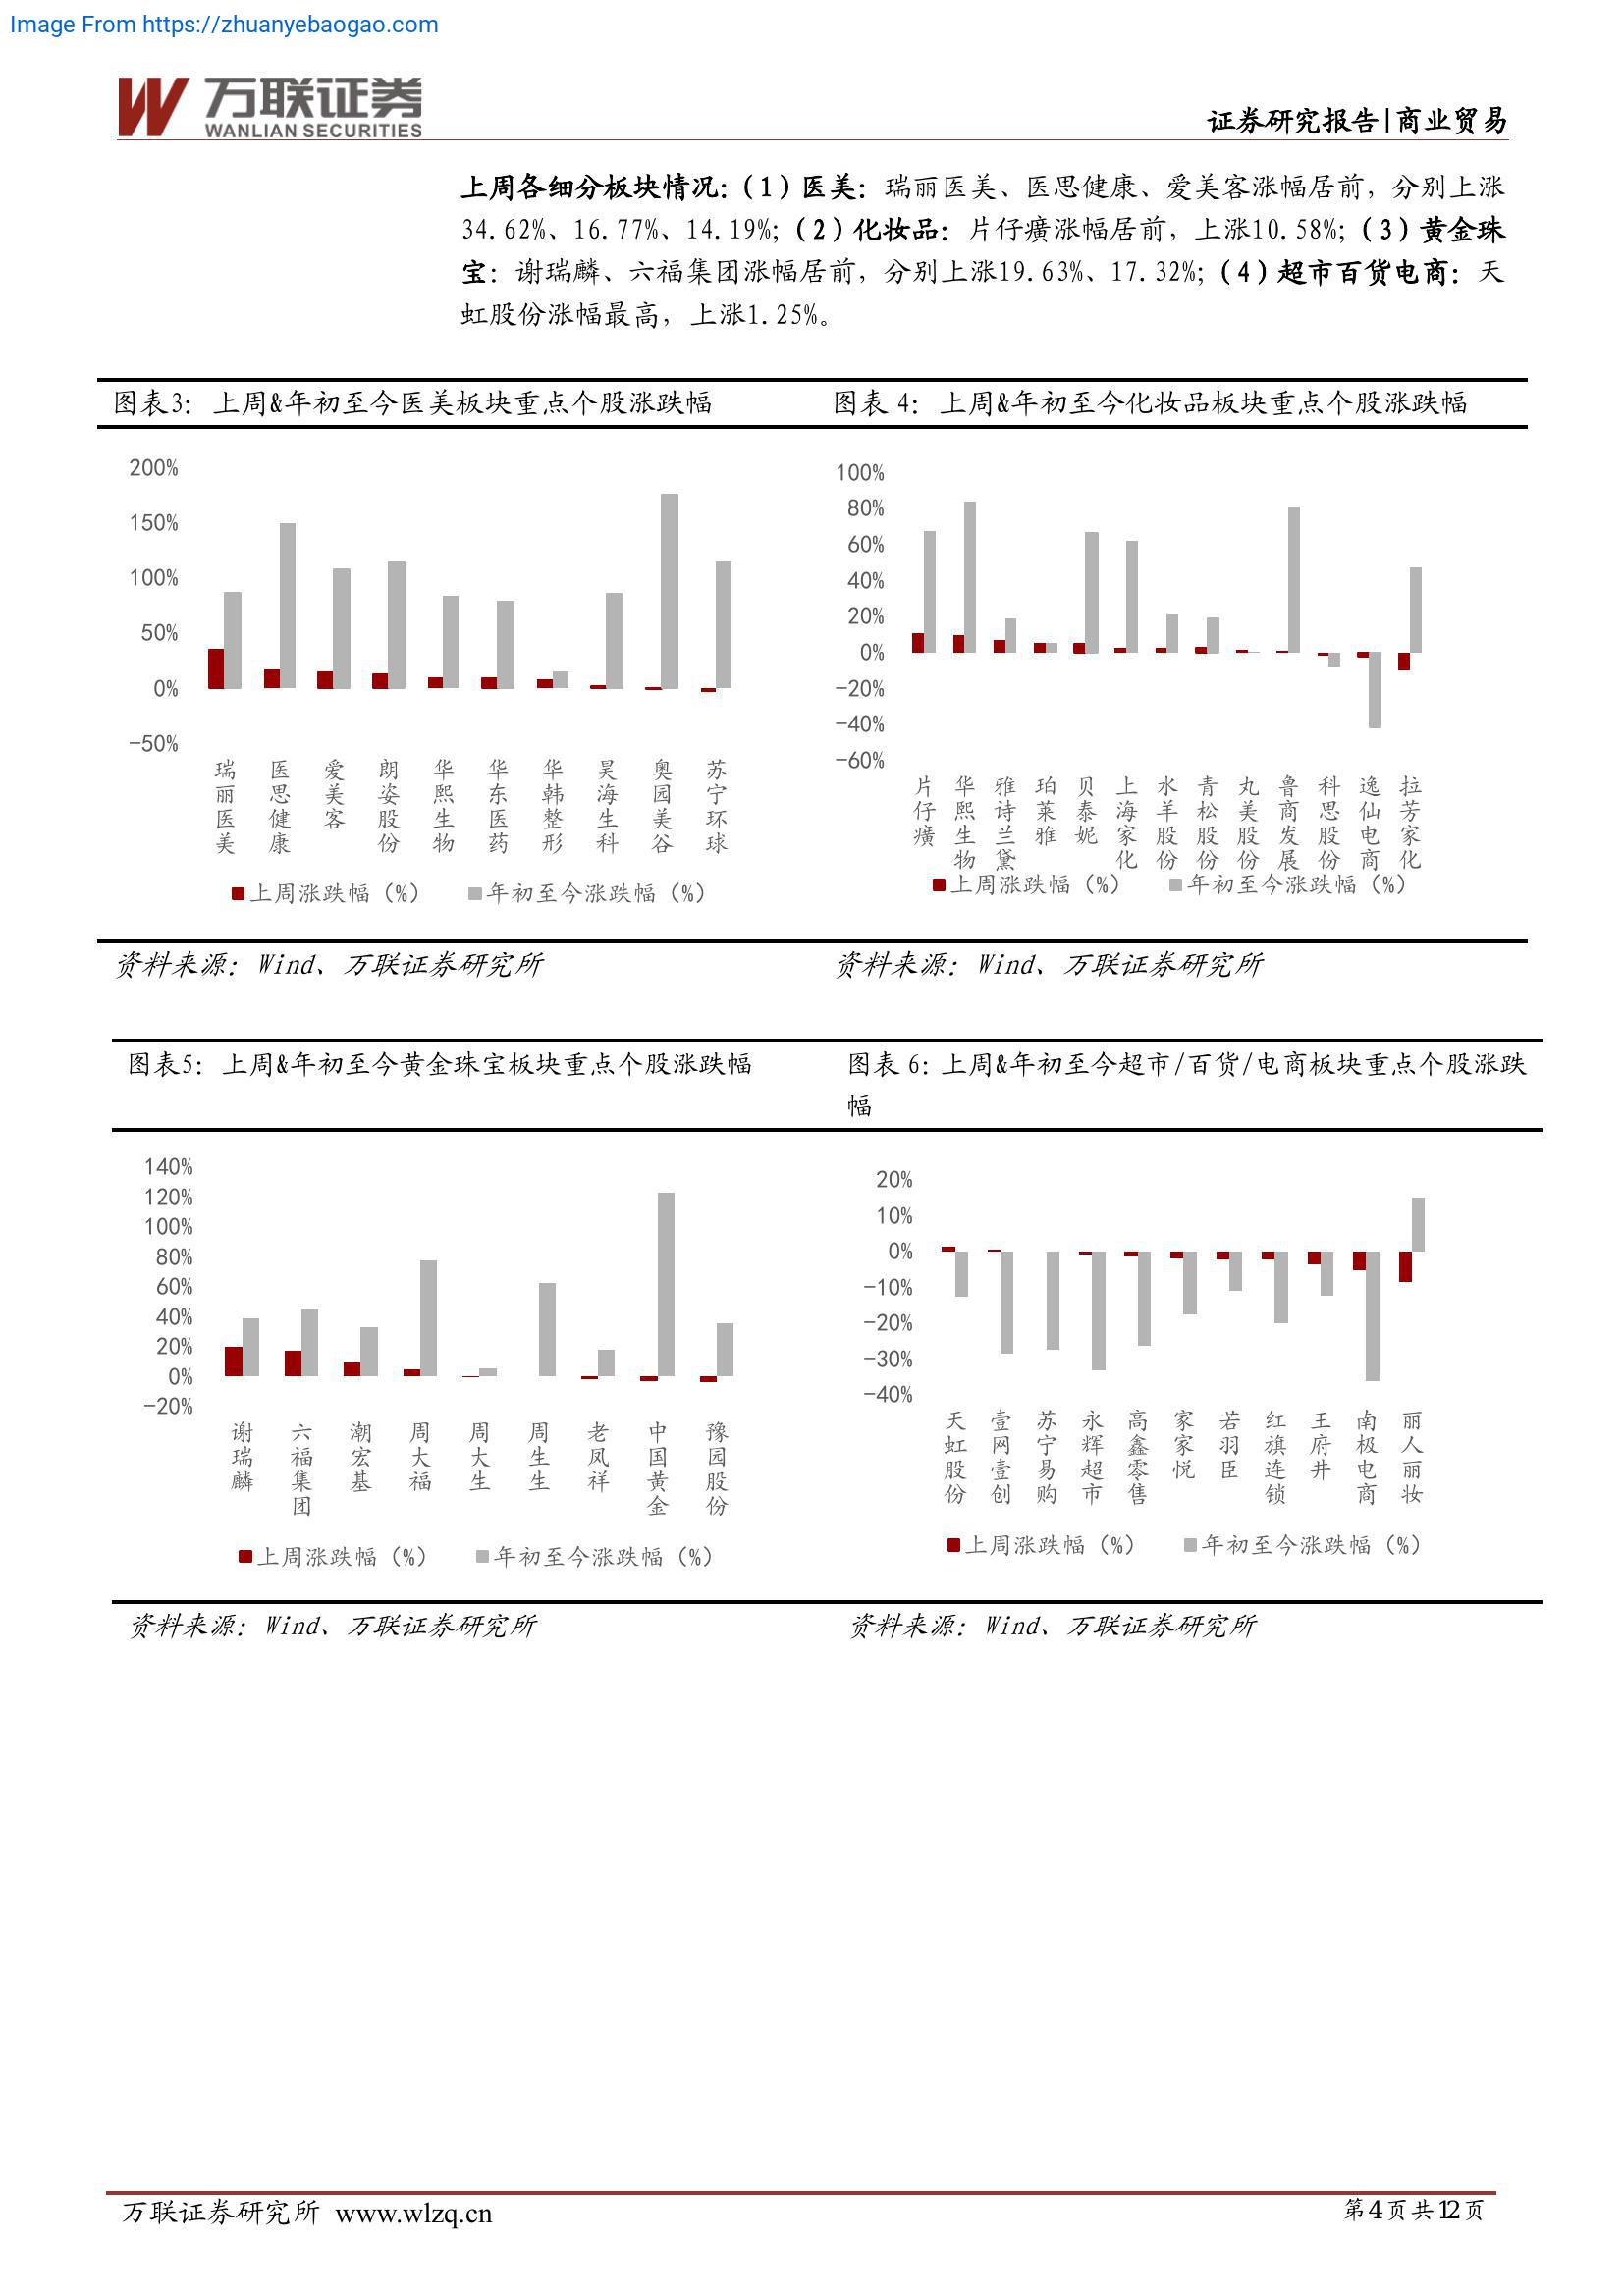 Image From https://zhuanyebaogao.com
万联证券
WANLIAN SECURITIES
证券研究报告|商业贸易
上周各细分板块情况：（1）医美：瑞丽医美、医思健康、爱美客涨幅居前，分别上涨
34.62%、16.77%、14.19%；（2）化妆品：片仔癀涨幅居前，上涨10.58%；（3）黄金珠
宝：谢瑞麟、六福集团涨幅居前，分别上涨19.63%、17.32%；（4）超市百货电商：天
虹股份涨幅最高，上涨1.25%。
图表3：上周&年初至今医美板块重点个股涨跌幅
200%
150%
100%
50%
0%
-50%
瑞丽医美
医思健康
爱美客
朗姿股份
华熙生物
华东医药
华韩整形
昊海生科
奥园美谷
苏宁环球
上周涨跌幅（%） 年初至今涨跌幅（%）
资料来源：Wind、万联证券研究所
图表 4：上周&年初至今化妆品板块重点个股涨跌幅
100%
80%
60%
40%
20%
0%
-20%
-40%
-60%
片仔癀
华熙生物
雅诗兰黛
珀莱雅
贝泰妮
上海家化
水羊股份
青松股份
丸美股份
鲁商发展
科思股份
逸仙电商
拉芳家化
上周涨跌幅（%） 年初至今涨跌幅（%）
资料来源：Wind、万联证券研究所
图表5：上周&年初至今黄金珠宝板块重点个股涨跌幅
140%
120%
100%
80%
60%
40%
20%
0%
-20%
谢瑞麟
六福集团
潮宏基
周大福
周大生
周生生
老凤祥
中国黄金
豫园股份
上周涨跌幅（%） 年初至今涨跌幅（%）
资料来源：Wind、万联证券研究所
图表 6：上周&年初至今超市/百货/电商板块重点个股涨跌
幅
20%
10%
0%
-10%
-20%
-30%
-40%
天虹股份
壹网壹创
苏宁易购
永辉超市
高鑫零售
家家悦
若羽臣
红旗连锁
王府井
南极电商
丽人丽妆
上周涨跌幅（%） 年初至今涨跌幅（%）
资料来源：Wind、万联证券研究所
万联证券研究所 www.wlzq.cn
第4页共12页